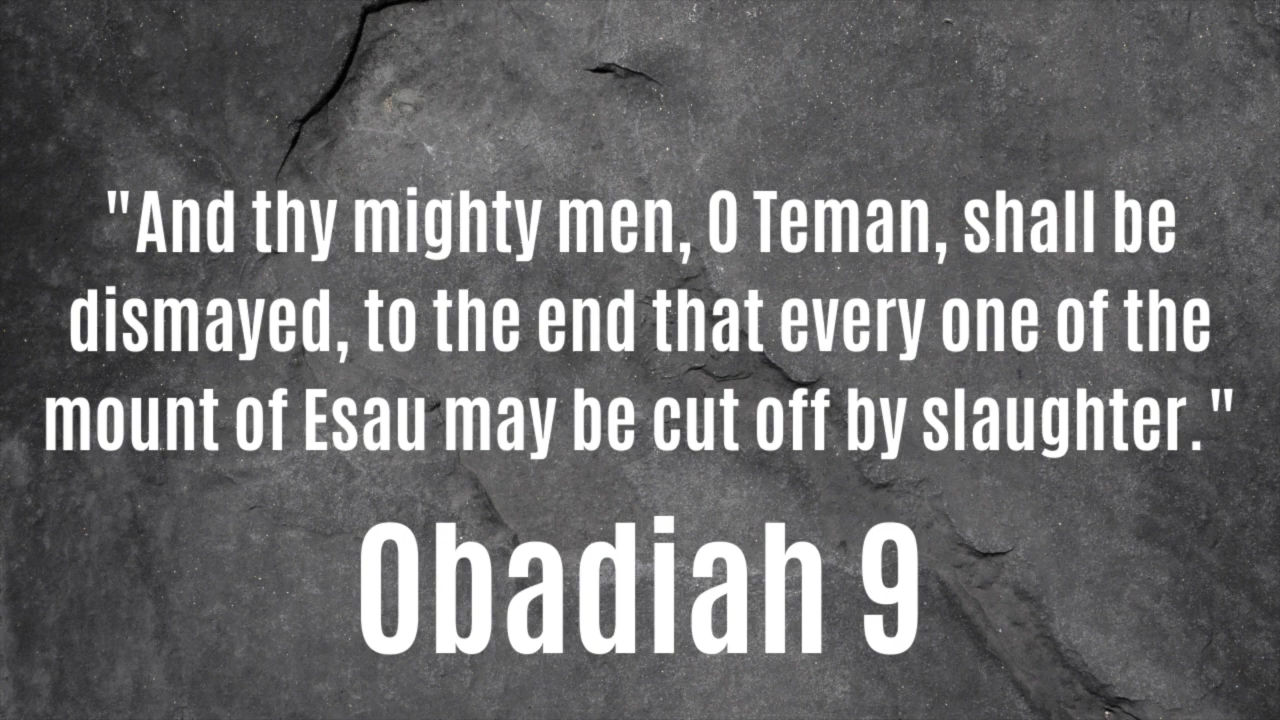 "And thy mighty men, O Teman, shall be
dismayed, to the end that every one of the
mount of Esau may be cut off by slaughter."
Obadiah 9